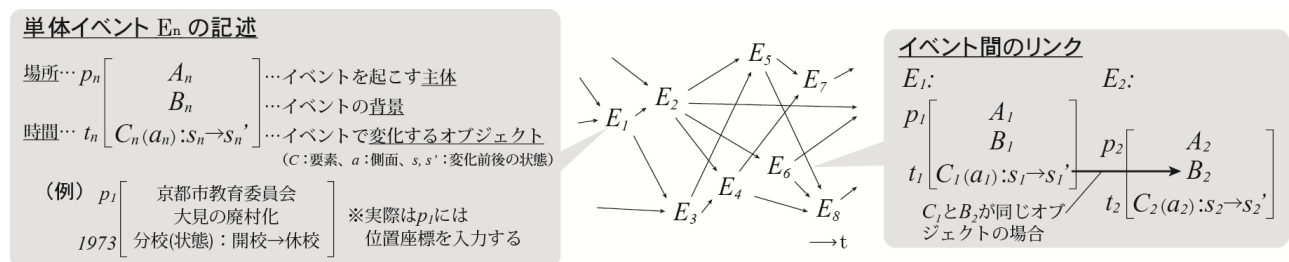 単体イベント Eₙ の記述
場所… pₙ
Aₙ
…イベントを起こす主体
Bₙ
…イベントの背景
時間… tₙ
Cₙ(aₙ):sₙ→sₙ’
…イベントで変化するオブジェクト
(C：要素、a：側面、s, s’：変化前後の状態)
(例) p₁
京都市教育委員会
大見の廃村化
1973
分校(状態)：開校→休校
※実際はp₁には
位置座標を入力する
E₁
E₂
E₃
E₄
E₅
E₆
E₇
E₈
→t
イベント間のリンク
E₁: E₂:
p₁
A₁
B₁
t₁
C₁(a₁):s₁→s₁’
p₂
A₂
B₂
t₂
C₂(a₂):s₂→s₂’
C₁とB₂が同じオブ
ジェクトの場合